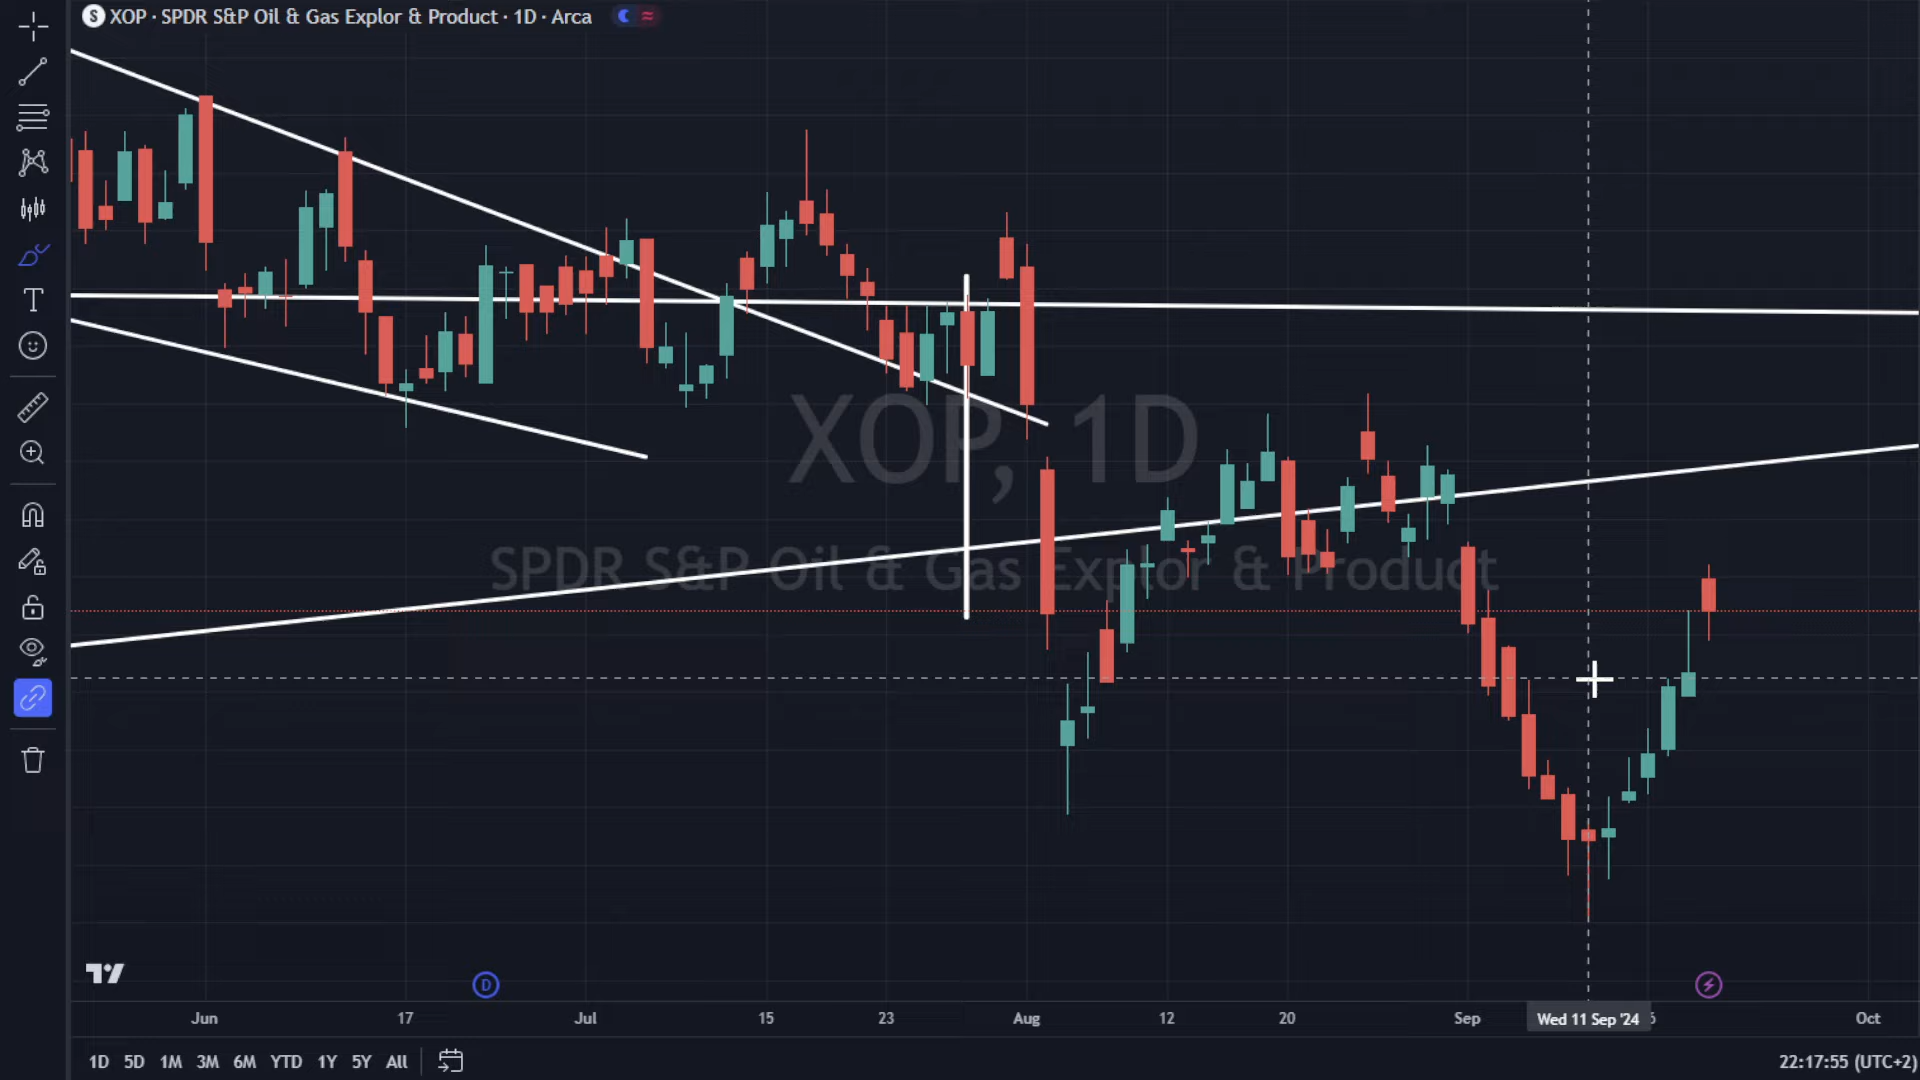 S XOP · SPDR S&P Oil & Gas Explor & Product · 1D · Arca
XOP, 1D
SPDR S&P Oil & Gas Explor & Product
D
Jun 17 Jul 15 23 Aug 12 20 Sep Wed 11 Sep '24 6 Oct
1D 5D 1M 3M 6M YTD 1Y 5Y All 22:17:55 (UTC+2)